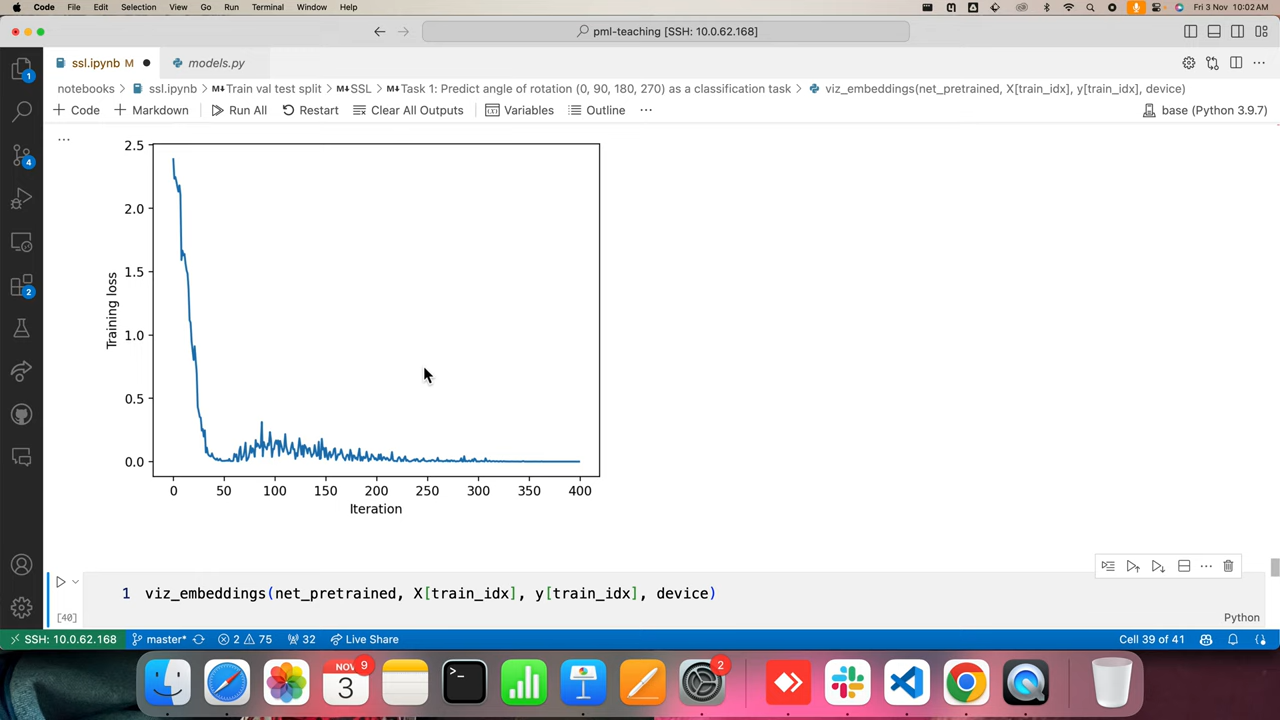 Code File Edit Selection View Go Run Terminal Window Help Fri 3 Nov 10:02 AM
pml-teaching [SSH: 10.0.62.168]
ssl.ipynb M models.py
notebooks > ssl.ipynb > Train val test split > SSL > Task 1: Predict angle of rotation (0, 90, 180, 270) as a classification task > viz_embeddings(net_pretrained, X[train_idx], y[train_idx], device)
+ Code + Markdown Run All Restart Clear All Outputs Variables Outline ··· base (Python 3.9.7)
···
2.5
2.0
1.5
1.0
0.5
0.0
Training loss
0 50 100 150 200 250 300 350 400
Iteration
1 viz_embeddings(net_pretrained, X[train_idx], y[train_idx], device)
[40] Python
SSH: 10.0.62.168 master* 2 75 32 Live Share Cell 39 of 41
1
4
2
NOV 9
3
2